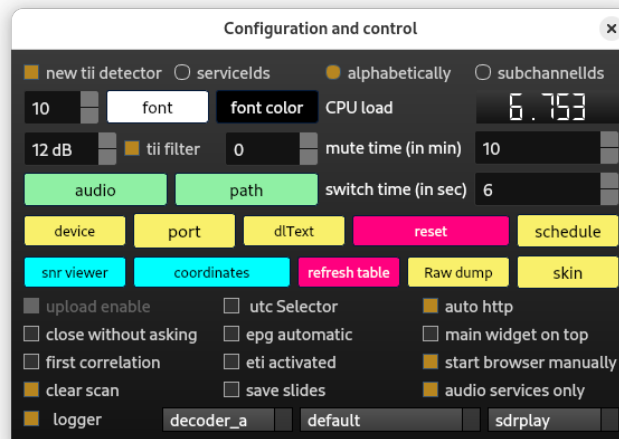 Configuration and control
new tii detector serviceIds alphabetically subchannelIds
10 font font color CPU load 6.753
12 dB tii filter 0 mute time (in min) 10
audio path switch time (in sec) 6
device port dlText reset schedule
snr viewer coordinates refresh table Raw dump skin
upload enable utc Selector auto http
close without asking epg automatic main widget on top
first correlation eti activated start browser manually
clear scan save slides audio services only
logger decoder_a default sdrplay